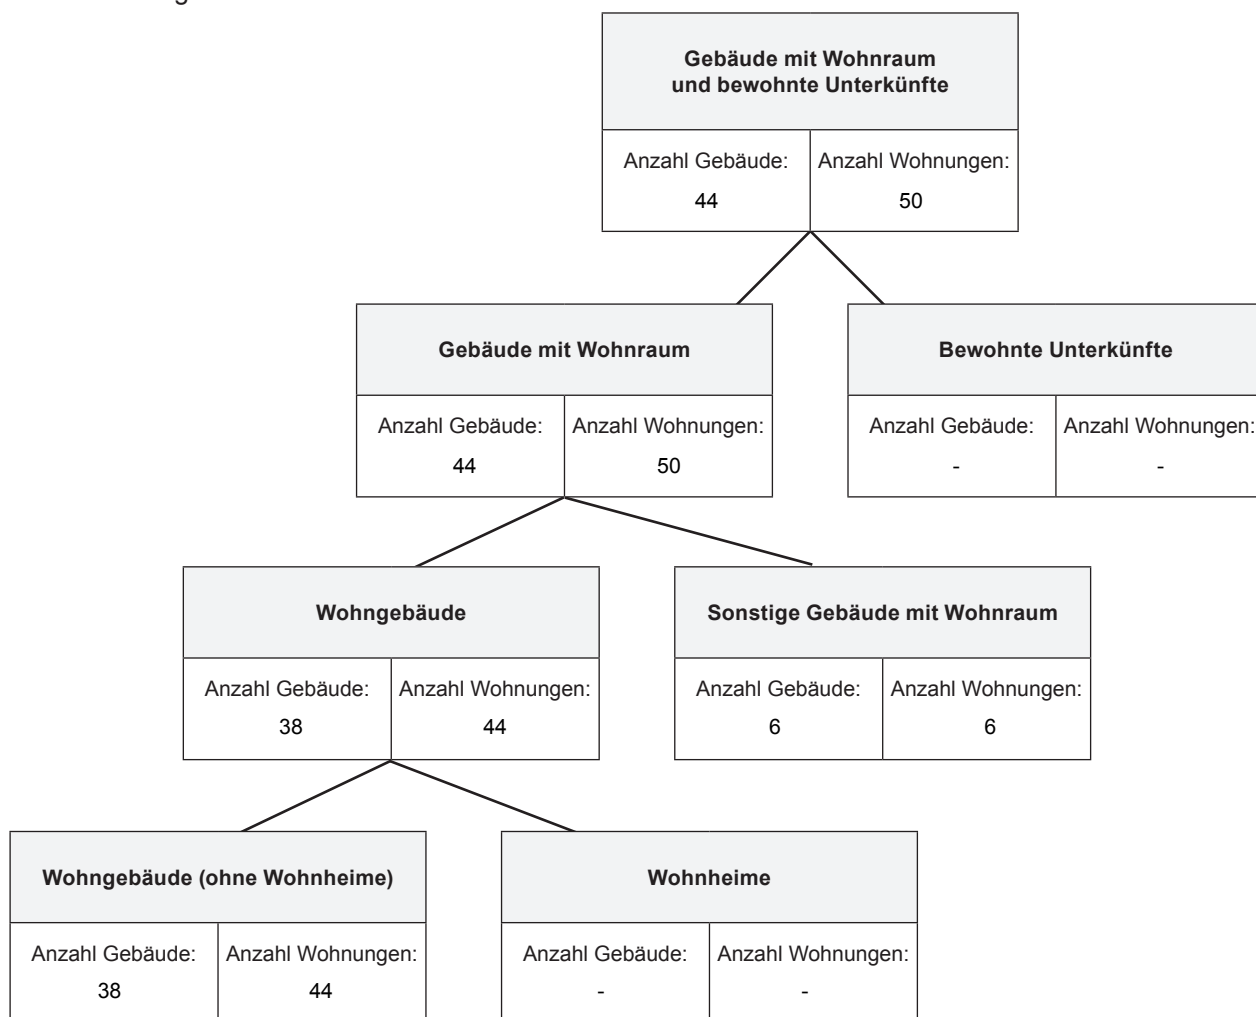 Gebäude mit Wohnraum
und bewohnte Unterkünfte
Anzahl Gebäude: Anzahl Wohnungen:
44 50
Gebäude mit Wohnraum
Anzahl Gebäude: Anzahl Wohnungen:
44 50
Bewohnte Unterkünfte
Anzahl Gebäude: Anzahl Wohnungen:
- -
Wohngebäude
Anzahl Gebäude: Anzahl Wohnungen:
38 44
Sonstige Gebäude mit Wohnraum
Anzahl Gebäude: Anzahl Wohnungen:
6 6
Wohngebäude (ohne Wohnheime)
Anzahl Gebäude: Anzahl Wohnungen:
38 44
Wohnheime
Anzahl Gebäude: Anzahl Wohnungen:
- -